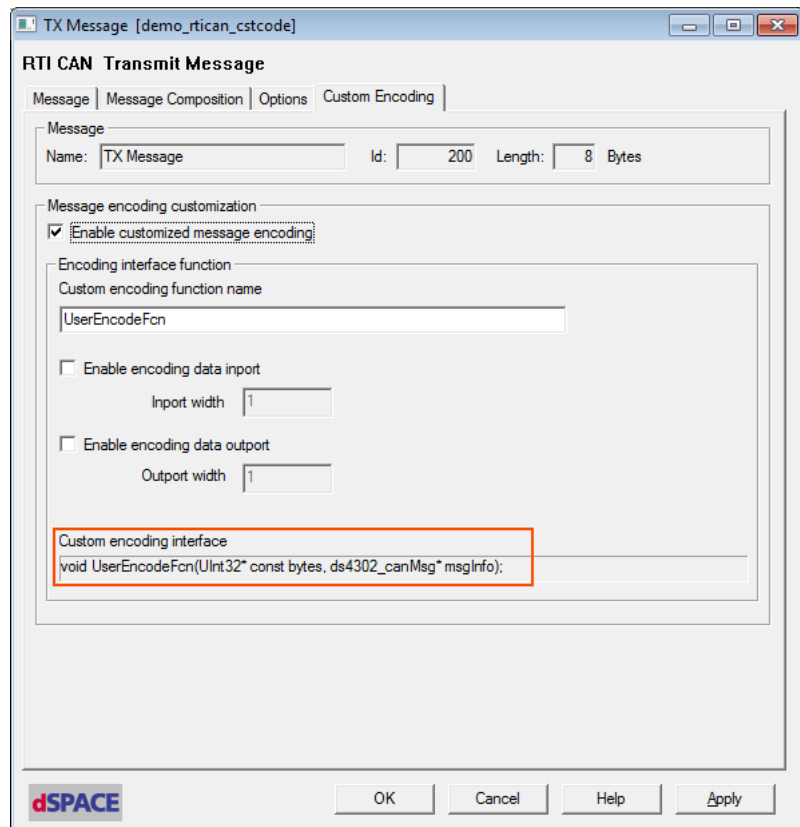 TX Message [demo_rtican_cstcode]
RTI CAN Transmit Message
Message Message Composition Options Custom Encoding
Message
Name: TX Message Id: 200 Length: 8 Bytes
Message encoding customization
Enable customized message encoding
Encoding interface function
Custom encoding function name
UserEncodeFcn
Enable encoding data inport
Inport width 1
Enable encoding data outport
Outport width 1
Custom encoding interface
void UserEncodeFcn(UInt32* const bytes, ds4302_canMsg* msgInfo);
dSPACE OK Cancel Help Apply